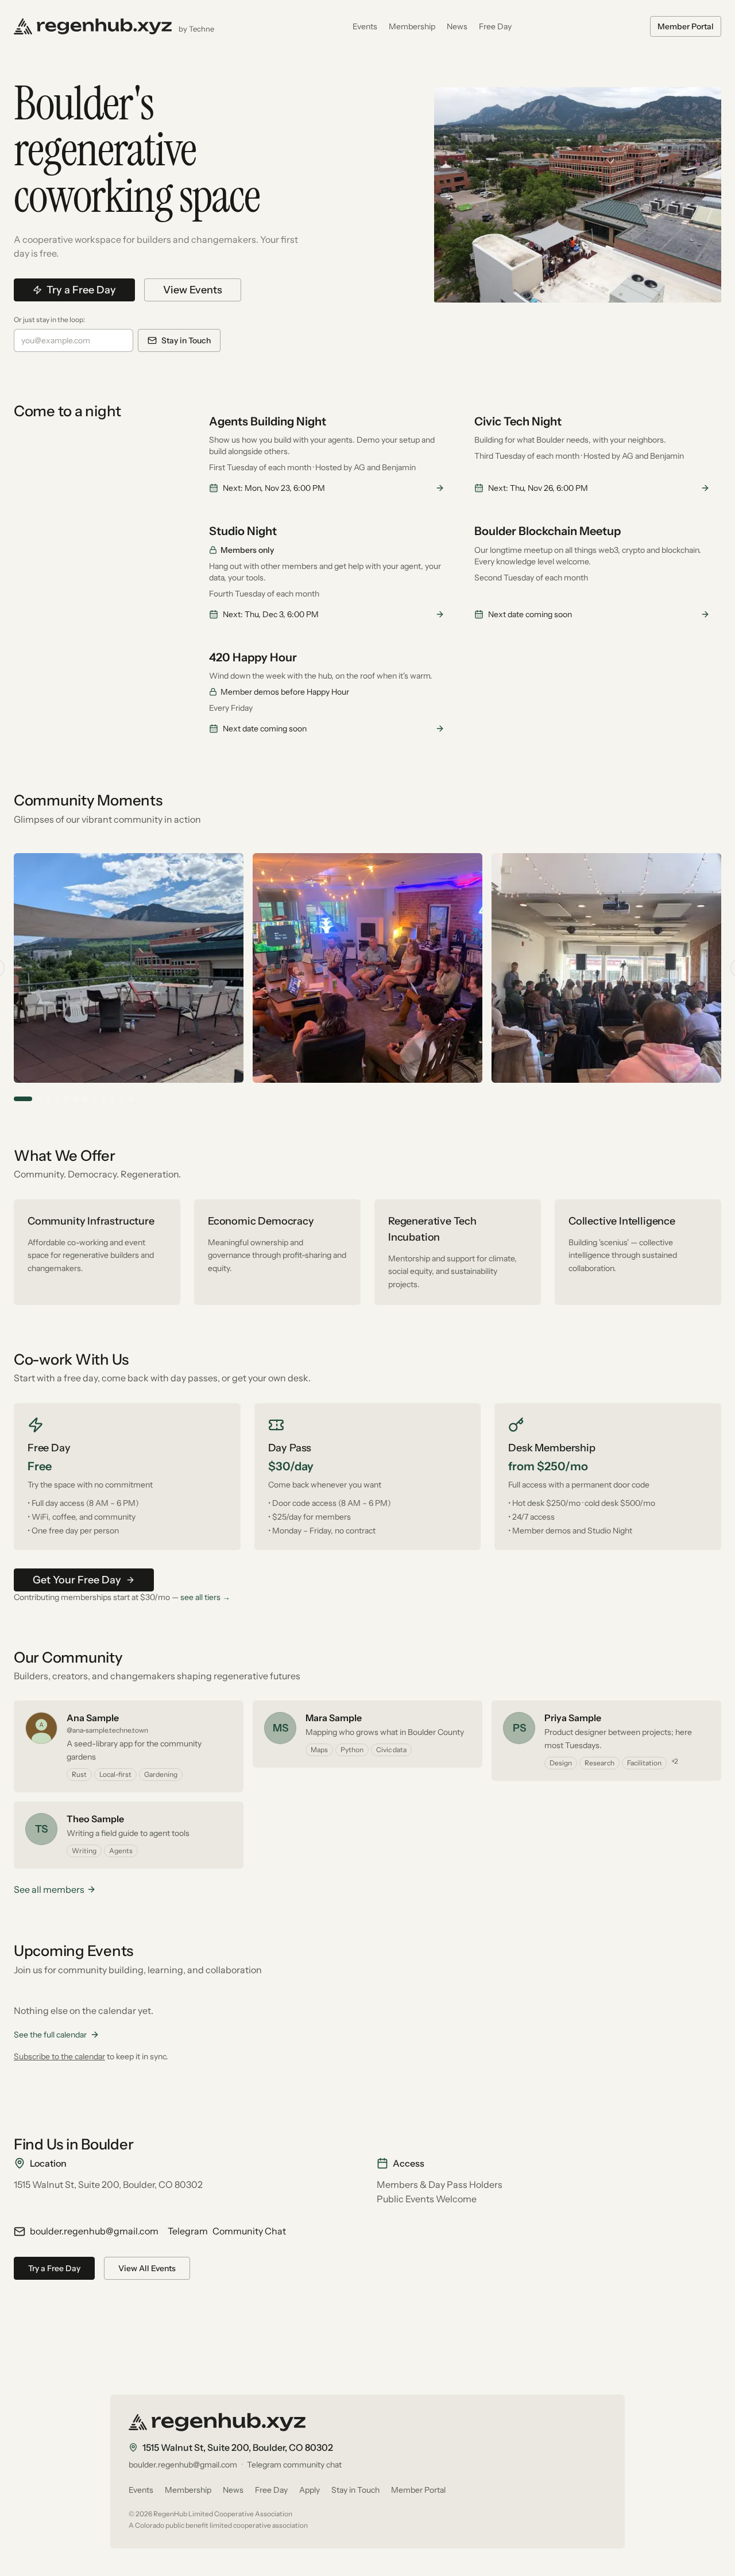 regenhub.xyz by Techne
Events Membership News Free Day
Member Portal
Boulder's
regenerative
coworking space
A cooperative workspace for builders and changemakers. Your first
day is free.
Try a Free Day
View Events
Or just stay in the loop:
you@example.com
Stay in Touch
Come to a night
Agents Building Night
Show us how you build with your agents. Demo your setup and
build alongside others.
First Tuesday of each month · Hosted by AG and Benjamin
Next: Mon, Nov 23, 6:00 PM
Civic Tech Night
Building for what Boulder needs, with your neighbors.
Third Tuesday of each month · Hosted by AG and Benjamin
Next: Thu, Nov 26, 6:00 PM
Studio Night
Members only
Hang out with other members and get help with your agent, your
data, your tools.
Fourth Tuesday of each month
Next: Thu, Dec 3, 6:00 PM
Boulder Blockchain Meetup
Our longtime meetup on all things web3, crypto and blockchain.
Every knowledge level welcome.
Second Tuesday of each month
Next date coming soon
420 Happy Hour
Wind down the week with the hub, on the roof when it's warm.
Member demos before Happy Hour
Every Friday
Next date coming soon
Community Moments
Glimpses of our vibrant community in action
What We Offer
Community. Democracy. Regeneration.
Community Infrastructure
Affordable co-working and event
space for regenerative builders and
changemakers.
Economic Democracy
Meaningful ownership and
governance through profit-sharing and
equity.
Regenerative Tech
Incubation
Mentorship and support for climate,
social equity, and sustainability
projects.
Collective Intelligence
Building 'scenius' — collective
intelligence through sustained
collaboration.
Co-work With Us
Start with a free day, come back with day passes, or get your own desk.
Free Day
Free
Try the space with no commitment
• Full day access (8 AM – 6 PM)
• WiFi, coffee, and community
• One free day per person
Day Pass
$30/day
Come back whenever you want
• Door code access (8 AM – 6 PM)
• $25/day for members
• Monday – Friday, no contract
Desk Membership
from $250/mo
Full access with a permanent door code
• Hot desk $250/mo · cold desk $500/mo
• 24/7 access
• Member demos and Studio Night
Get Your Free Day →
Contributing memberships start at $30/mo — see all tiers →
Our Community
Builders, creators, and changemakers shaping regenerative futures
A
Ana Sample
@ana-sample.techne.town
A seed-library app for the community
gardens
Rust Local-first Gardening
MS
Mara Sample
Mapping who grows what in Boulder County
Maps Python Civic data
PS
Priya Sample
Product designer between projects; here
most Tuesdays.
Design Research Facilitation +2
TS
Theo Sample
Writing a field guide to agent tools
Writing Agents
See all members →
Upcoming Events
Join us for community building, learning, and collaboration
Nothing else on the calendar yet.
See the full calendar →
Subscribe to the calendar to keep it in sync.
Find Us in Boulder
Location
1515 Walnut St, Suite 200, Boulder, CO 80302
Access
Members & Day Pass Holders
Public Events Welcome
boulder.regenhub@gmail.com Telegram Community Chat
Try a Free Day
View All Events
regenhub.xyz
1515 Walnut St, Suite 200, Boulder, CO 80302
boulder.regenhub@gmail.com · Telegram community chat
Events Membership News Free Day Apply Stay in Touch Member Portal
© 2026 RegenHub Limited Cooperative Association
A Colorado public benefit limited cooperative association